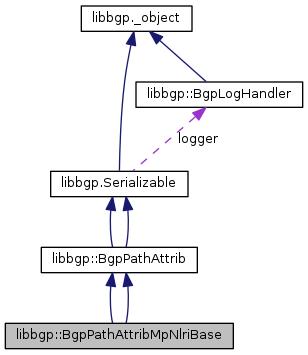 libbgp._object
libbgp::BgpLogHandler
logger
libbgp.Serializable
libbgp::BgpPathAttrib
libbgp::BgpPathAttribMpNlriBase